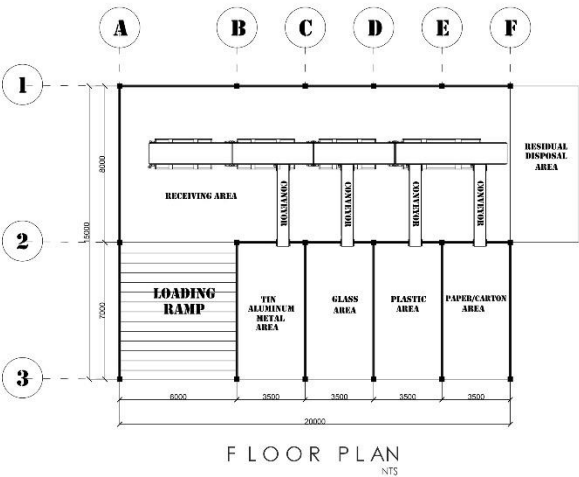 A B C D E F
1
RESIDUAL
DISPOSAL
AREA
8000
RECEIVING AREA
CONVEYOR
CONVEYOR
CONVEYOR
CONVEYOR
15000
2
LOADING
RAMP
TIN
ALUMINUM
METAL
AREA
GLASS
AREA
PLASTIC
AREA
PAPER/CARTON
AREA
7000
3
6000 3500 3500 3500 3500
20000
FLOOR PLAN
NTS